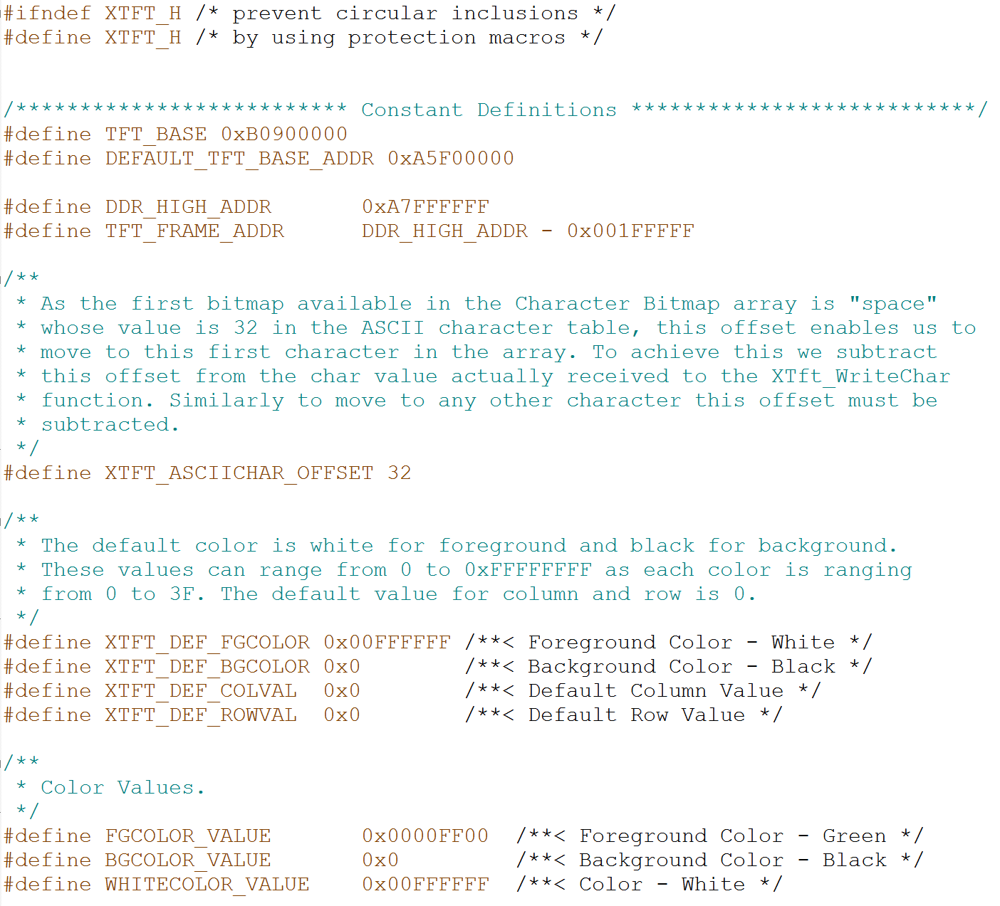 #ifndef XTFT_H /* prevent circular inclusions */
#define XTFT_H /* by using protection macros */
/************************** Constant Definitions ***************************/
#define TFT_BASE 0xB0900000
#define DEFAULT_TFT_BASE_ADDR 0xA5F00000
#define DDR_HIGH_ADDR       0xA7FFFFFF
#define TFT_FRAME_ADDR      DDR_HIGH_ADDR - 0x001FFFFF
/**
 * As the first bitmap available in the Character Bitmap array is "space"
 * whose value is 32 in the ASCII character table, this offset enables us to
 * move to this first character in the array. To achieve this we subtract
 * this offset from the char value actually received to the XTft_WriteChar
 * function. Similarly to move to any other character this offset must be
 * subtracted.
 */
#define XTFT_ASCIICHAR_OFFSET 32
/**
 * The default color is white for foreground and black for background.
 * These values can range from 0 to 0xFFFFFFFF as each color is ranging
 * from 0 to 3F. The default value for column and row is 0.
 */
#define XTFT_DEF_FGCOLOR 0x00FFFFFF /**< Foreground Color - White */
#define XTFT_DEF_BGCOLOR 0x0        /**< Background Color - Black */
#define XTFT_DEF_COLVAL  0x0        /**< Default Column Value */
#define XTFT_DEF_ROWVAL  0x0        /**< Default Row Value */
/**
 * Color Values.
 */
#define FGCOLOR_VALUE       0x0000FF00  /**< Foreground Color - Green */
#define BGCOLOR_VALUE       0x0         /**< Background Color - Black */
#define WHITECOLOR_VALUE    0x00FFFFFF  /**< Color - White */